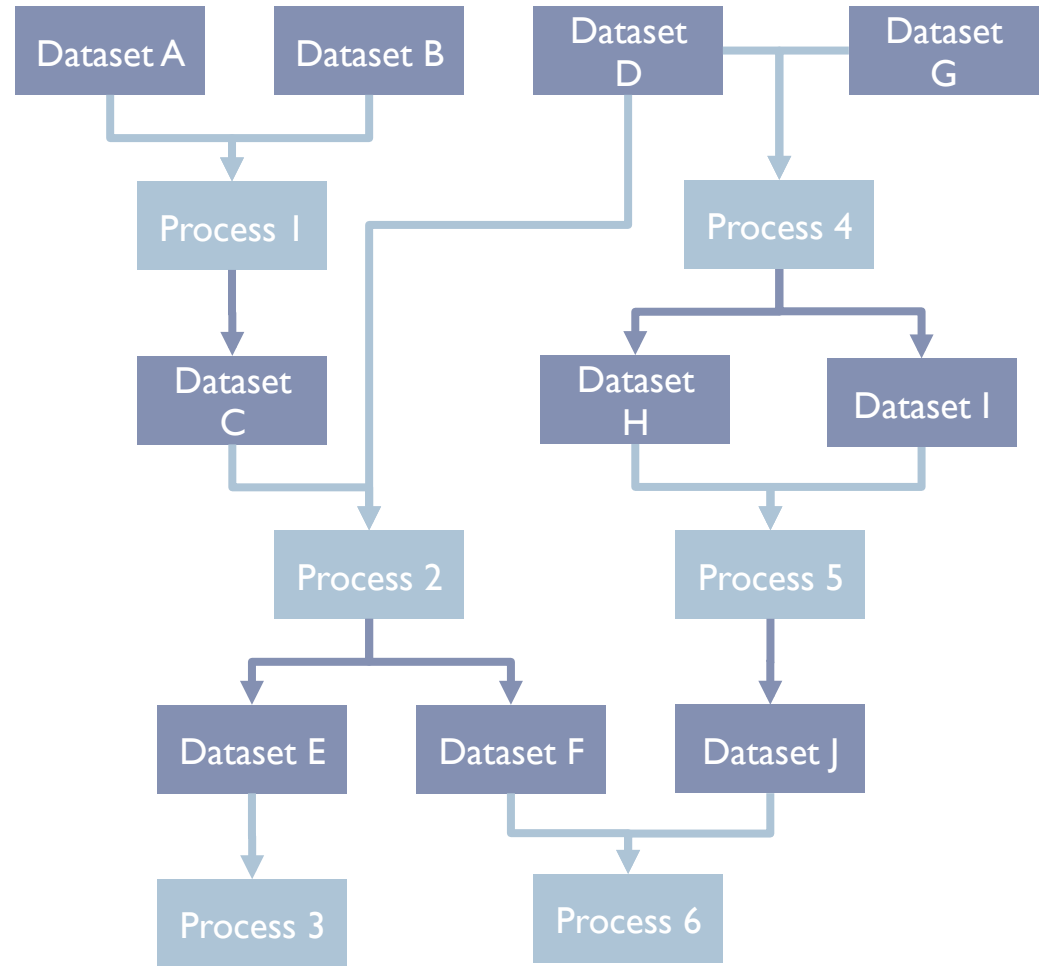 Dataset A
Dataset B
Dataset
D
Dataset
G
Process 1
Process 4
Dataset
C
Dataset
H
Dataset I
Process 2
Process 5
Dataset E
Dataset F
Dataset J
Process 3
Process 6